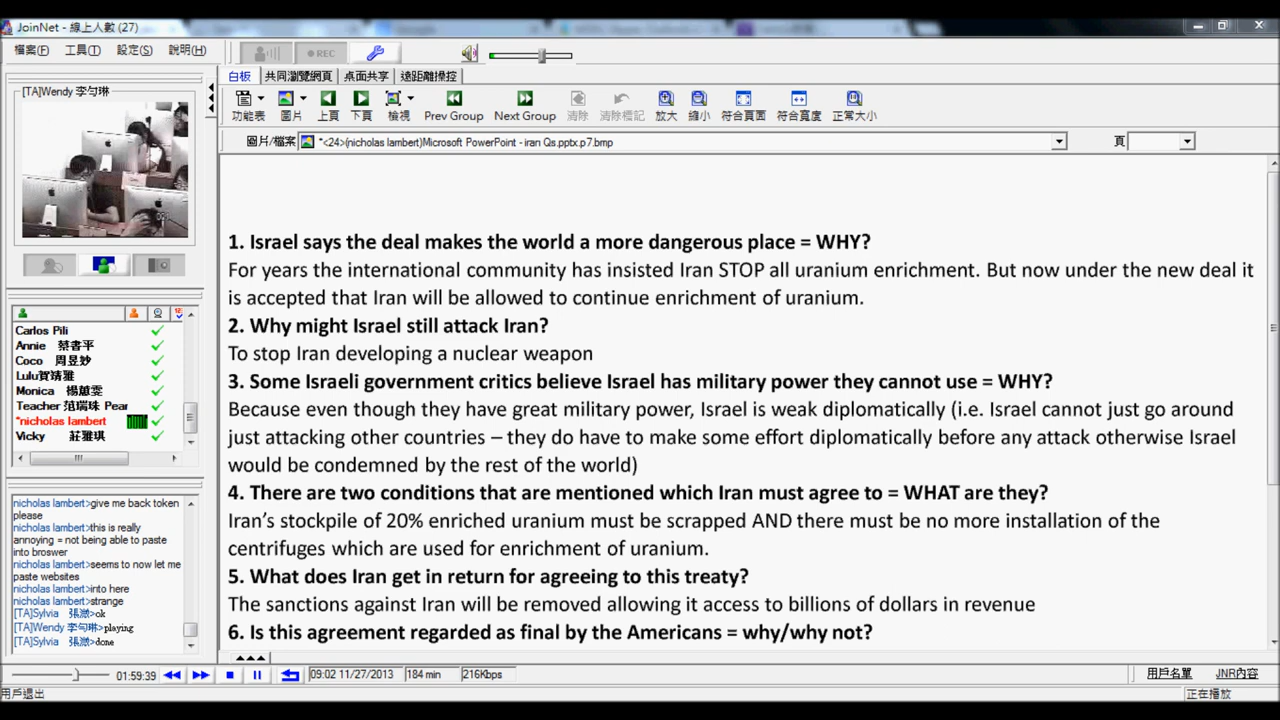 JoinNet - 線上人數 (27)
檔案(F) 工具(T) 設定(S) 說明(H)
REC
[TA]Wendy 李勻琳
白板 共同瀏覽網頁 桌面共享 遠距離操控
功能表 圖片 上頁 下頁 檢視 Prev Group Next Group 清除 清除標記 放大 縮小 符合頁面 符合寬度 正常大小
圖片/檔案 *<24>(nicholas lambert)Microsoft PowerPoint - iran Qs.pptx.p7.bmp 頁
1. Israel says the deal makes the world a more dangerous place = WHY?
For years the international community has insisted Iran STOP all uranium enrichment. But now under the new deal it
is accepted that Iran will be allowed to continue enrichment of uranium.
2. Why might Israel still attack Iran?
To stop Iran developing a nuclear weapon
3. Some Israeli government critics believe Israel has military power they cannot use = WHY?
Because even though they have great military power, Israel is weak diplomatically (i.e. Israel cannot just go around
just attacking other countries – they do have to make some effort diplomatically before any attack otherwise Israel
would be condemned by the rest of the world)
4. There are two conditions that are mentioned which Iran must agree to = WHAT are they?
Iran's stockpile of 20% enriched uranium must be scrapped AND there must be no more installation of the
centrifuges which are used for enrichment of uranium.
5. What does Iran get in return for agreeing to this treaty?
The sanctions against Iran will be removed allowing it access to billions of dollars in revenue
6. Is this agreement regarded as final by the Americans = why/why not?
Carlos Pili
Annie 蔡書平
Coco 周昱妙
Lulu賀靖雅
Monica 楊蕙雯
Teacher 范瑞珠 Pear
*nicholas lambert
Vicky 莊雅琪
nicholas lambert>give me back token
please
nicholas lambert>this is really
annoying = not being able to paste
into broswer
nicholas lambert>seems to now let me
paste websites
nicholas lambert>into here
nicholas lambert>strange
[TA]Sylvia 張澂>ok
[TA]Wendy 李勻琳>playing
[TA]Sylvia 張澂>done
01:59:39 09:02 11/27/2013 184 min 216Kbps 用戶名單 JNR內容
用戶退出 正在播放